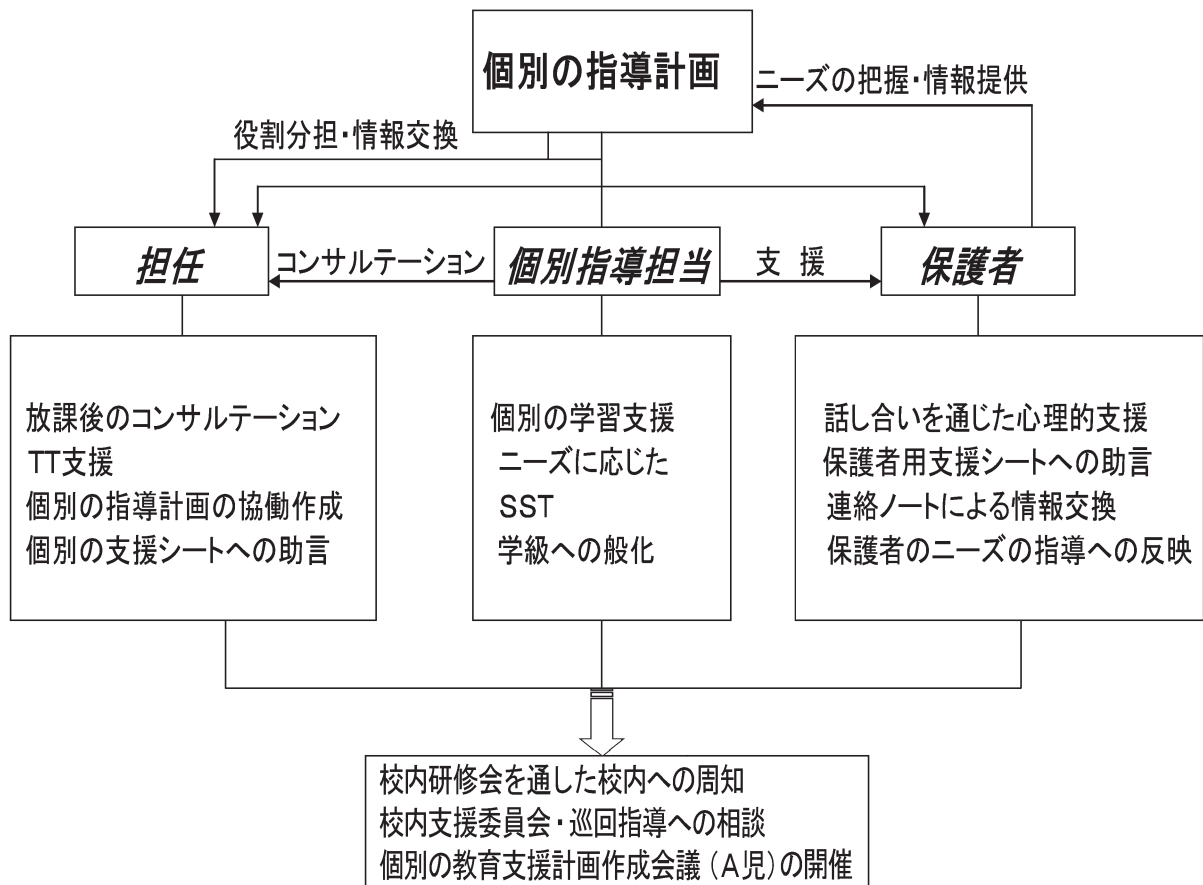 個別の指導計画
ニーズの把握・情報提供
役割分担・情報交換
担任
コンサルテーション
個別指導担当
支 援
保護者
放課後のコンサルテーション
TT支援
個別の指導計画の協働作成
個別の支援シートへの助言
個別の学習支援
ニーズに応じた
SST
学級への般化
話し合いを通じた心理的支援
保護者用支援シートへの助言
連絡ノートによる情報交換
保護者のニーズの指導への反映
校内研修会を通した校内への周知
校内支援委員会・巡回指導への相談
個別の教育支援計画作成会議(A児)の開催